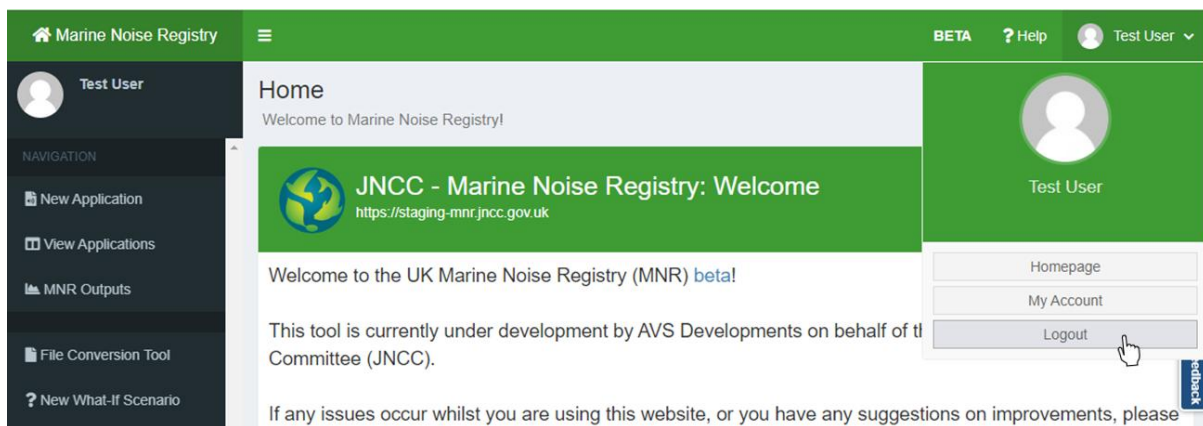 Marine Noise Registry
BETA
? Help
Test User
Test User
NAVIGATION
New Application
View Applications
MNR Outputs
File Conversion Tool
? New What-If Scenario
Home
Welcome to Marine Noise Registry!
JNCC - Marine Noise Registry: Welcome
https://staging-mnr.jncc.gov.uk
Welcome to the UK Marine Noise Registry (MNR) beta!
This tool is currently under development by AVS Developments on behalf of
Committee (JNCC).
If any issues occur whilst you are using this website, or you have any suggestions on improvements, please
Test User
Homepage
My Account
Logout
edback